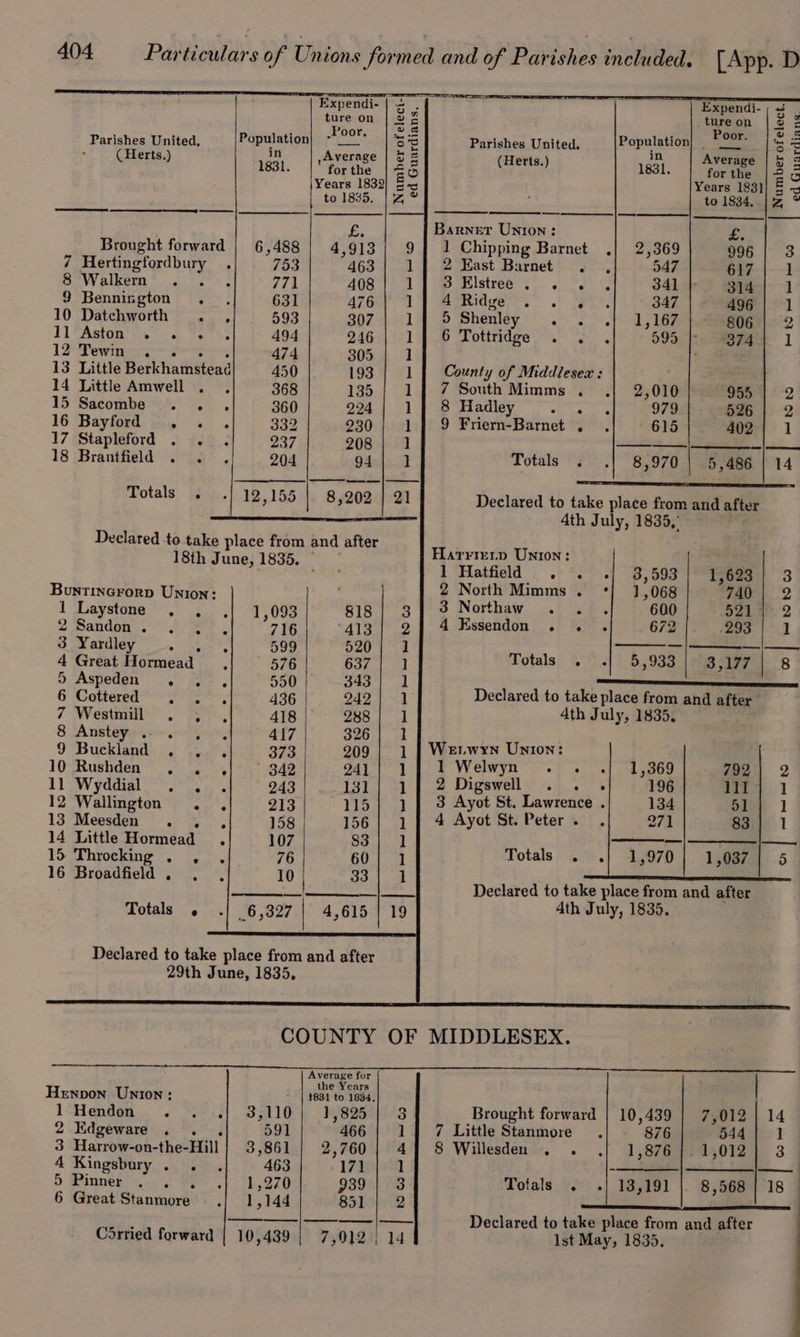 404 Particulars of Unions formed and of Parishes included. [App. D
Parishes United. (Herts.) | Population in 1831. | Expenditure on Poor. Average for the Years 1832 to 1835. | Number of elected Guardians.
£.
Brought forward 6,488 4,913 9
7 Hertingfordbury . 753 463 1
8 Walkern . . . 771 408 1
9 Bennington . . 631 476 1
10 Datchworth . . 593 307 1
11 Aston . . . . 494 246 1
12 Tewin . . . . 474 305 1
13 Little Berkhamstead 450 193 1
14 Little Amwell . . 368 135 1
15 Sacombe . . . 360 224 1
16 Bayford . . . 332 230 1
17 Stapleford . . . 237 208 1
18 Brantfield . . . 204 94 1
Totals . . 12,155 8,202 21
Declared to take place from and after
18th June, 1835.
BUNTINGFORD UNION:
1 Laystone . . . 1,093 818 3
2 Sandon . . . . 716 413 2
3 Yardley . . . 599 520 1
4 Great Hormead . 576 637 1
5 Aspeden . . . 550 343 1
6 Cottered . . . 436 242 1
7 Westmill . . . 418 288 1
8 Anstey . . . . 417 326 1
9 Buckland . . . 373 209 1
10 Rushden . . . 342 241 1
11 Wyddial . . . 243 131 1
12 Wallington . . 213 115 1
13 Meesden . . . 158 156 1
14 Little Hormead . 107 83 1
15 Throcking . . . 76 60 1
16 Broadfield . . . 10 33 1
Totals . . 6,327 4,615 19
Declared to take place from and after
29th June, 1835.
Parishes United. (Herts.) | Population in 1831. | Expenditure on Poor. Average for the Years 1831 to 1834. | Number of elected Guardians.
BARNET UNION: £.
1 Chipping Barnet . 2,369 996 3
2 East Barnet . . 547 617 1
3 Elstree . . . . 341 314 1
4 Ridge . . . . 347 496 1
5 Shenley . . . 1,167 806 2
6 Tottridge . . . 595 374 1
County of Middlesex:
7 South Mimms . . 2,010 955 2
8 Hadley . . . 979 526 2
9 Friern-Barnet . . 615 402 1
Totals . . 8,970 5,486 14
Declared to take place from and after
4th July, 1835.
HATFIELD UNION:
1 Hatfield . . . 3,593 1,623 3
2 North Mimms . . 1,068 740 2
3 Northaw . . . 600 521 2
4 Essendon . . . 672 293 1
Totals . . 5,933 3,177 8
Declared to take place from and after
4th July, 1835.
WELWYN UNION:
1 Welwyn . . . 1,369 792 2
2 Digswell . . . 196 111 1
3 Ayot St. Lawrence . 134 51 1
4 Ayot St. Peter . . 271 83 1
Totals . . 1,970 1,037 5
Declared to take place from and after
4th July, 1835.
COUNTY OF MIDDLESEX.
HENDON UNION: Average for the Years 1831 to 1834.
1 Hendon . . . 3,110 1,825 3
2 Edgeware . . . 591 466 1
3 Harrow-on-the-Hill 3,861 2,760 4
4 Kingsbury . . . 463 171 1
5 Pinner . . . . 1,270 939 3
6 Great Stanmore . 1,144 851 2
Corried forward 10,439 7,012 14
Brought forward 10,439 7,012 14
7 Little Stanmore . 876 544 1
8 Willesden . . . 1,876 1,012 3
Totals . . 13,191 8,568 18
Declared to take place from and after
1st May, 1835.